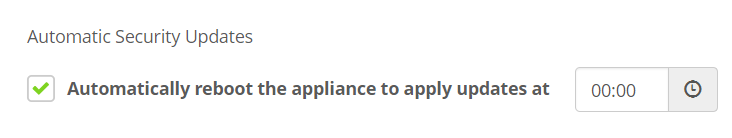 Automatic Security Updates
Automatically reboot the appliance to apply updates at 00:00